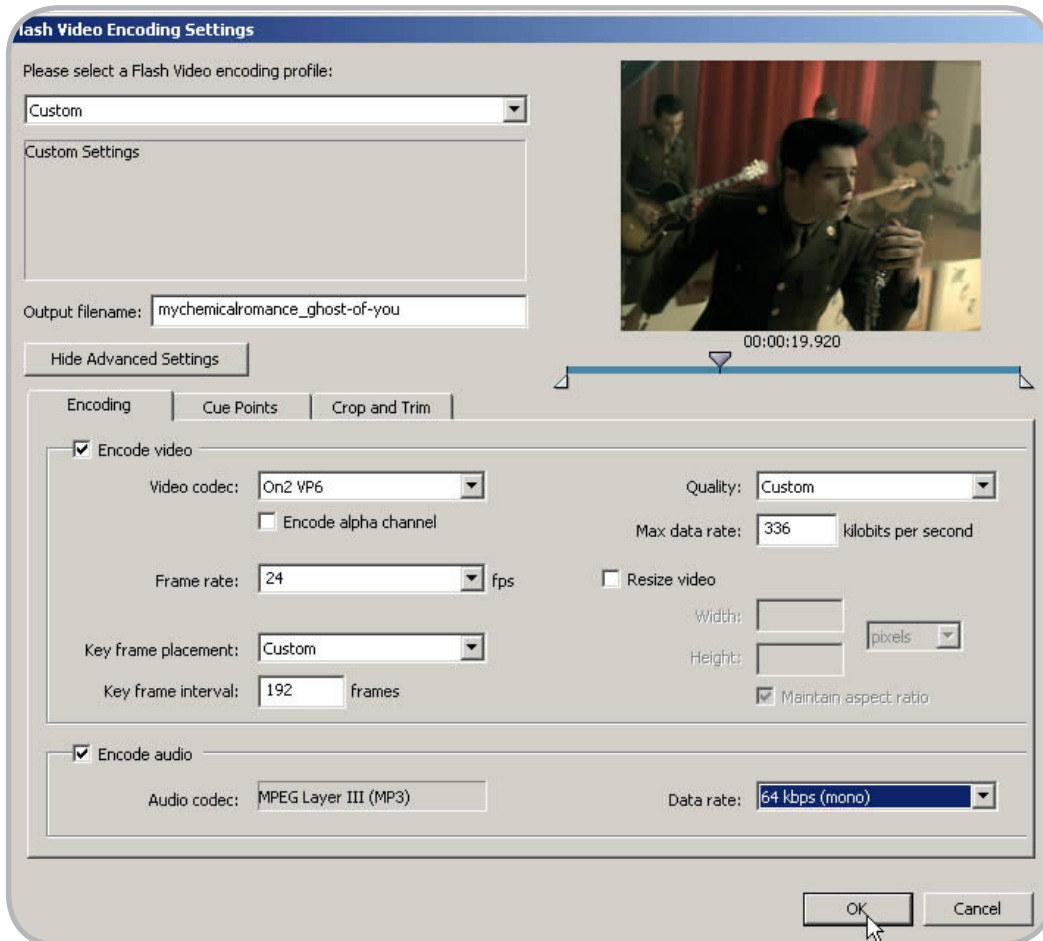 lash Video Encoding Settings
Please select a Flash Video encoding profile:
Custom
Custom Settings
Output filename: mychemicalromance_ghost-of-you
00:00:19.920
Hide Advanced Settings
Encoding Cue Points Crop and Trim
Encode video
Video codec: On2 VP6 Quality: Custom
Encode alpha channel Max data rate: 336 kilobits per second
Frame rate: 24 fps Resize video
Width:
pixels
Key frame placement: Custom Height:
Key frame interval: 192 frames Maintain aspect ratio
Encode audio
Audio codec: MPEG Layer III (MP3) Data rate: 64 kbps (mono)
OK Cancel